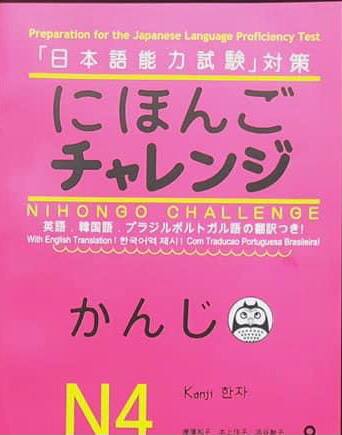 Preparation for the Japanese Language Proficiency Test
「日本語能力試験」対策
にほんご
チャレンジ
NIHONGO CHALLENGE
英語．韓国語．ブラジルポルトガル語の翻訳つき!
With English Translation! 한국어역 제시! Com Traducao Portuguesa Brasileira!
かんじ
Kanji 한자
N4